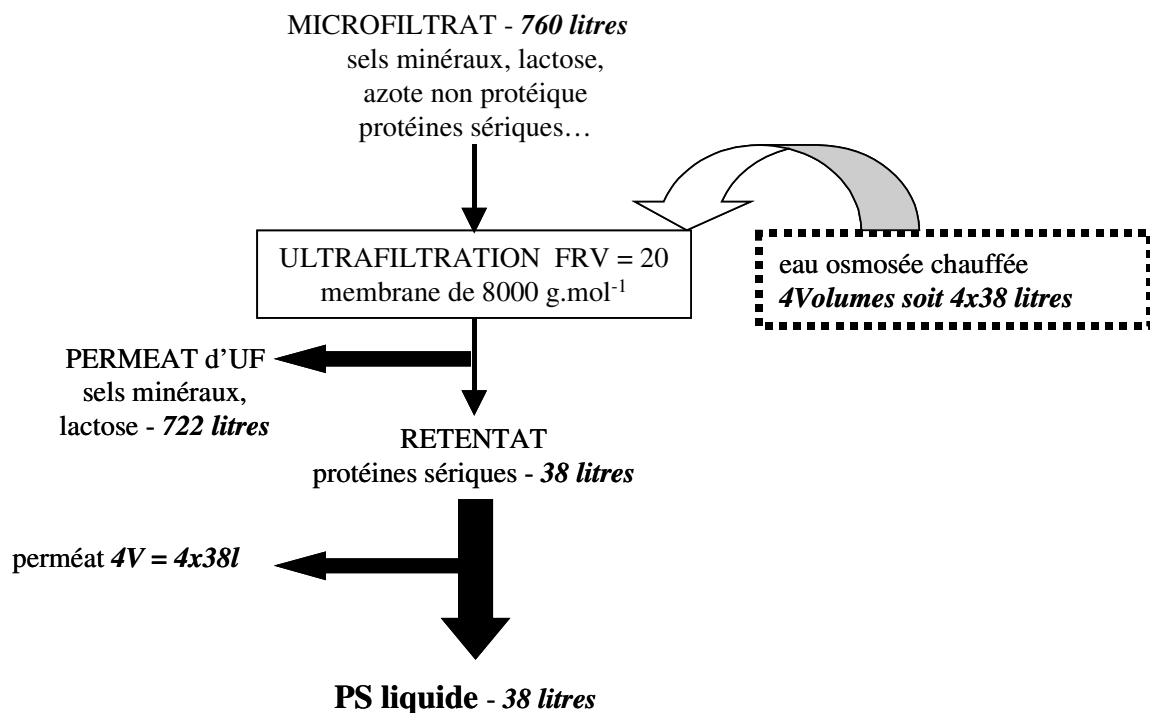 MICROFILTRAT - 760 litres
sels minéraux, lactose,
azote non protéique
protéines sériques…
ULTRAFILTRATION FRV = 20
membrane de 8000 g.mol-1
eau osmosée chauffée
4Volumes soit 4x38 litres
PERMEAT d'UF
sels minéraux,
lactose - 722 litres
RETENTAT
protéines sériques - 38 litres
perméat 4V = 4x38l
PS liquide - 38 litres